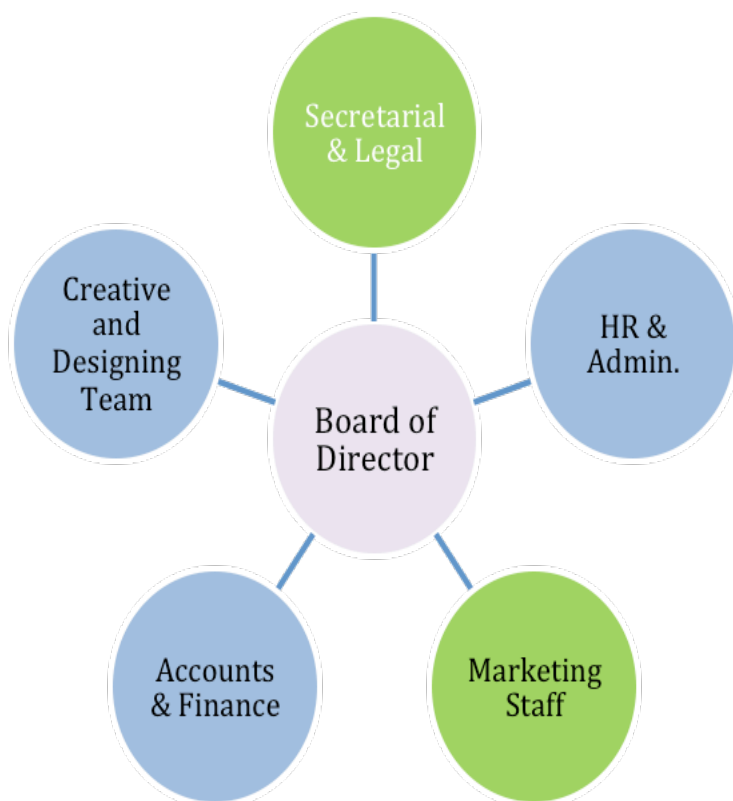 Secretarial
& Legal
Creative
and
Designing
Team
HR &
Admin.
Board of
Director
Accounts
& Finance
Marketing
Staff